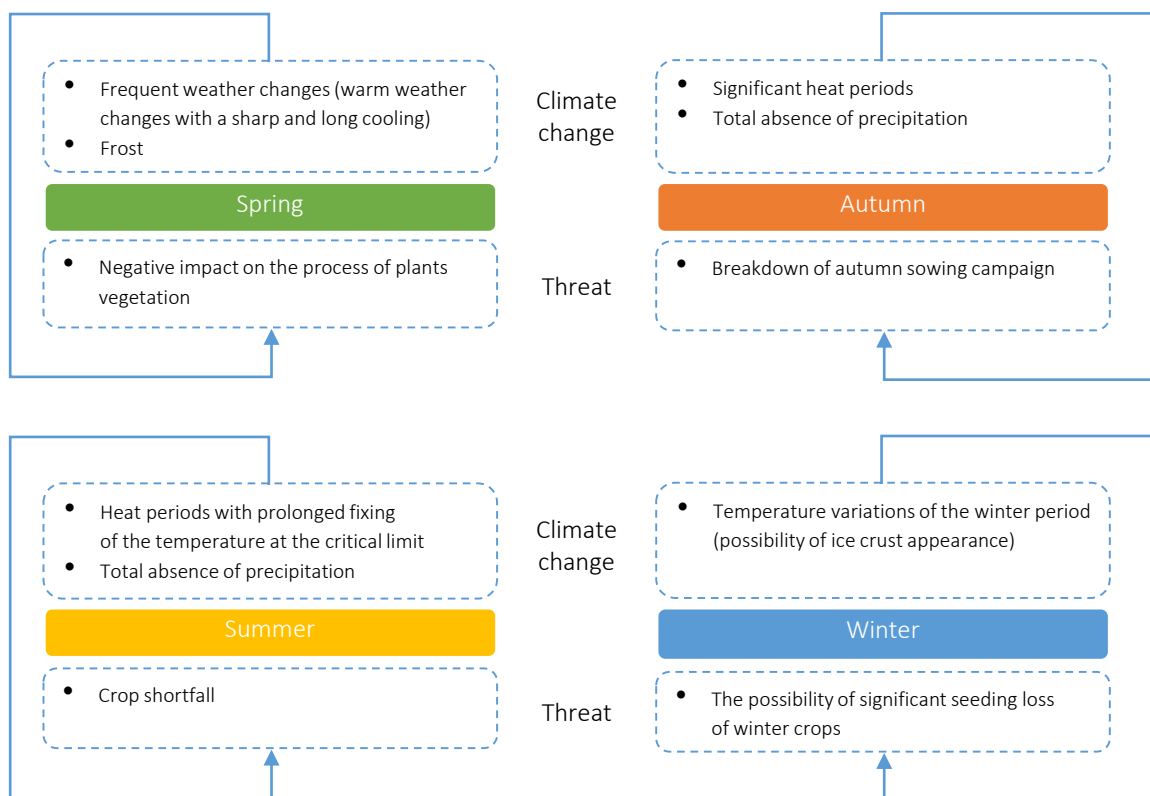 Frequent weather changes (warm weather
changes with a sharp and long cooling)
Frost
Spring
Negative impact on the process of plants
vegetation
Climate
change
Threat
Significant heat periods
Total absence of precipitation
Autumn
Breakdown of autumn sowing campaign
Heat periods with prolonged fixing
of the temperature at the critical limit
Total absence of precipitation
Summer
Crop shortfall
Climate
change
Threat
Temperature variations of the winter period
(possibility of ice crust appearance)
Winter
The possibility of significant seeding loss
of winter crops